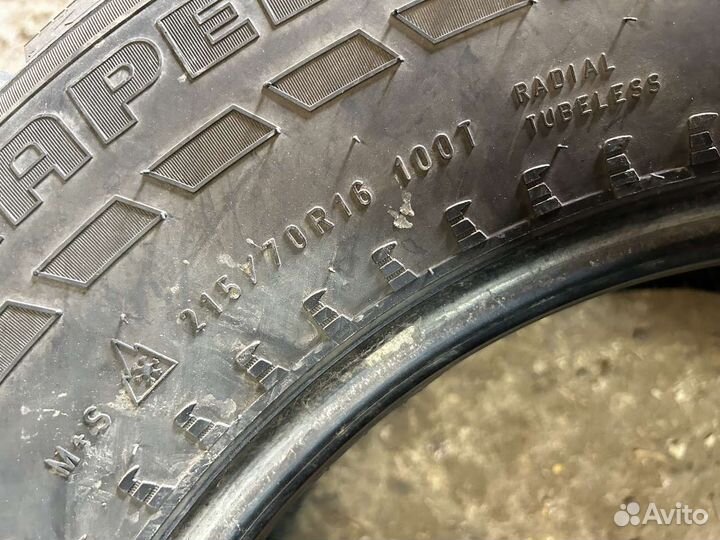 APE
RADIAL
TUBELESS
215/70R16 100T
M+S
Avito